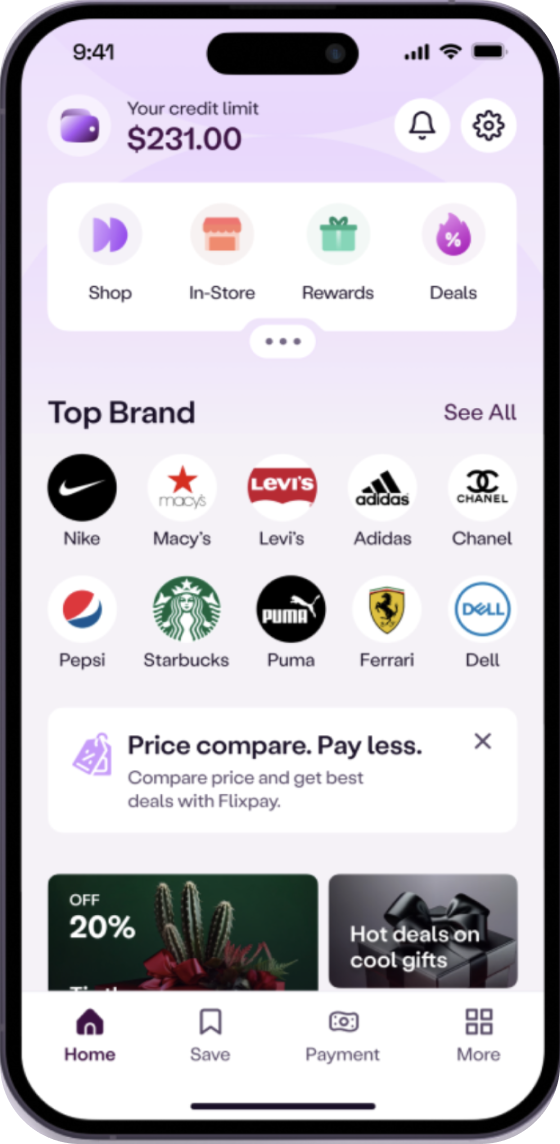 9:41
Your credit limit
$231.00
%
Shop In-Store Rewards Deals
Top Brand See All
macy's LEVI'S adidas CHANEL
Nike Macy's Levi's Adidas Chanel
PUMA DELL
Pepsi Starbucks Puma Ferrari Dell
Price compare. Pay less.
Compare price and get best
deals with Flixpay.
OFF
20%
Hot deals on
cool gifts
Home Save Payment More